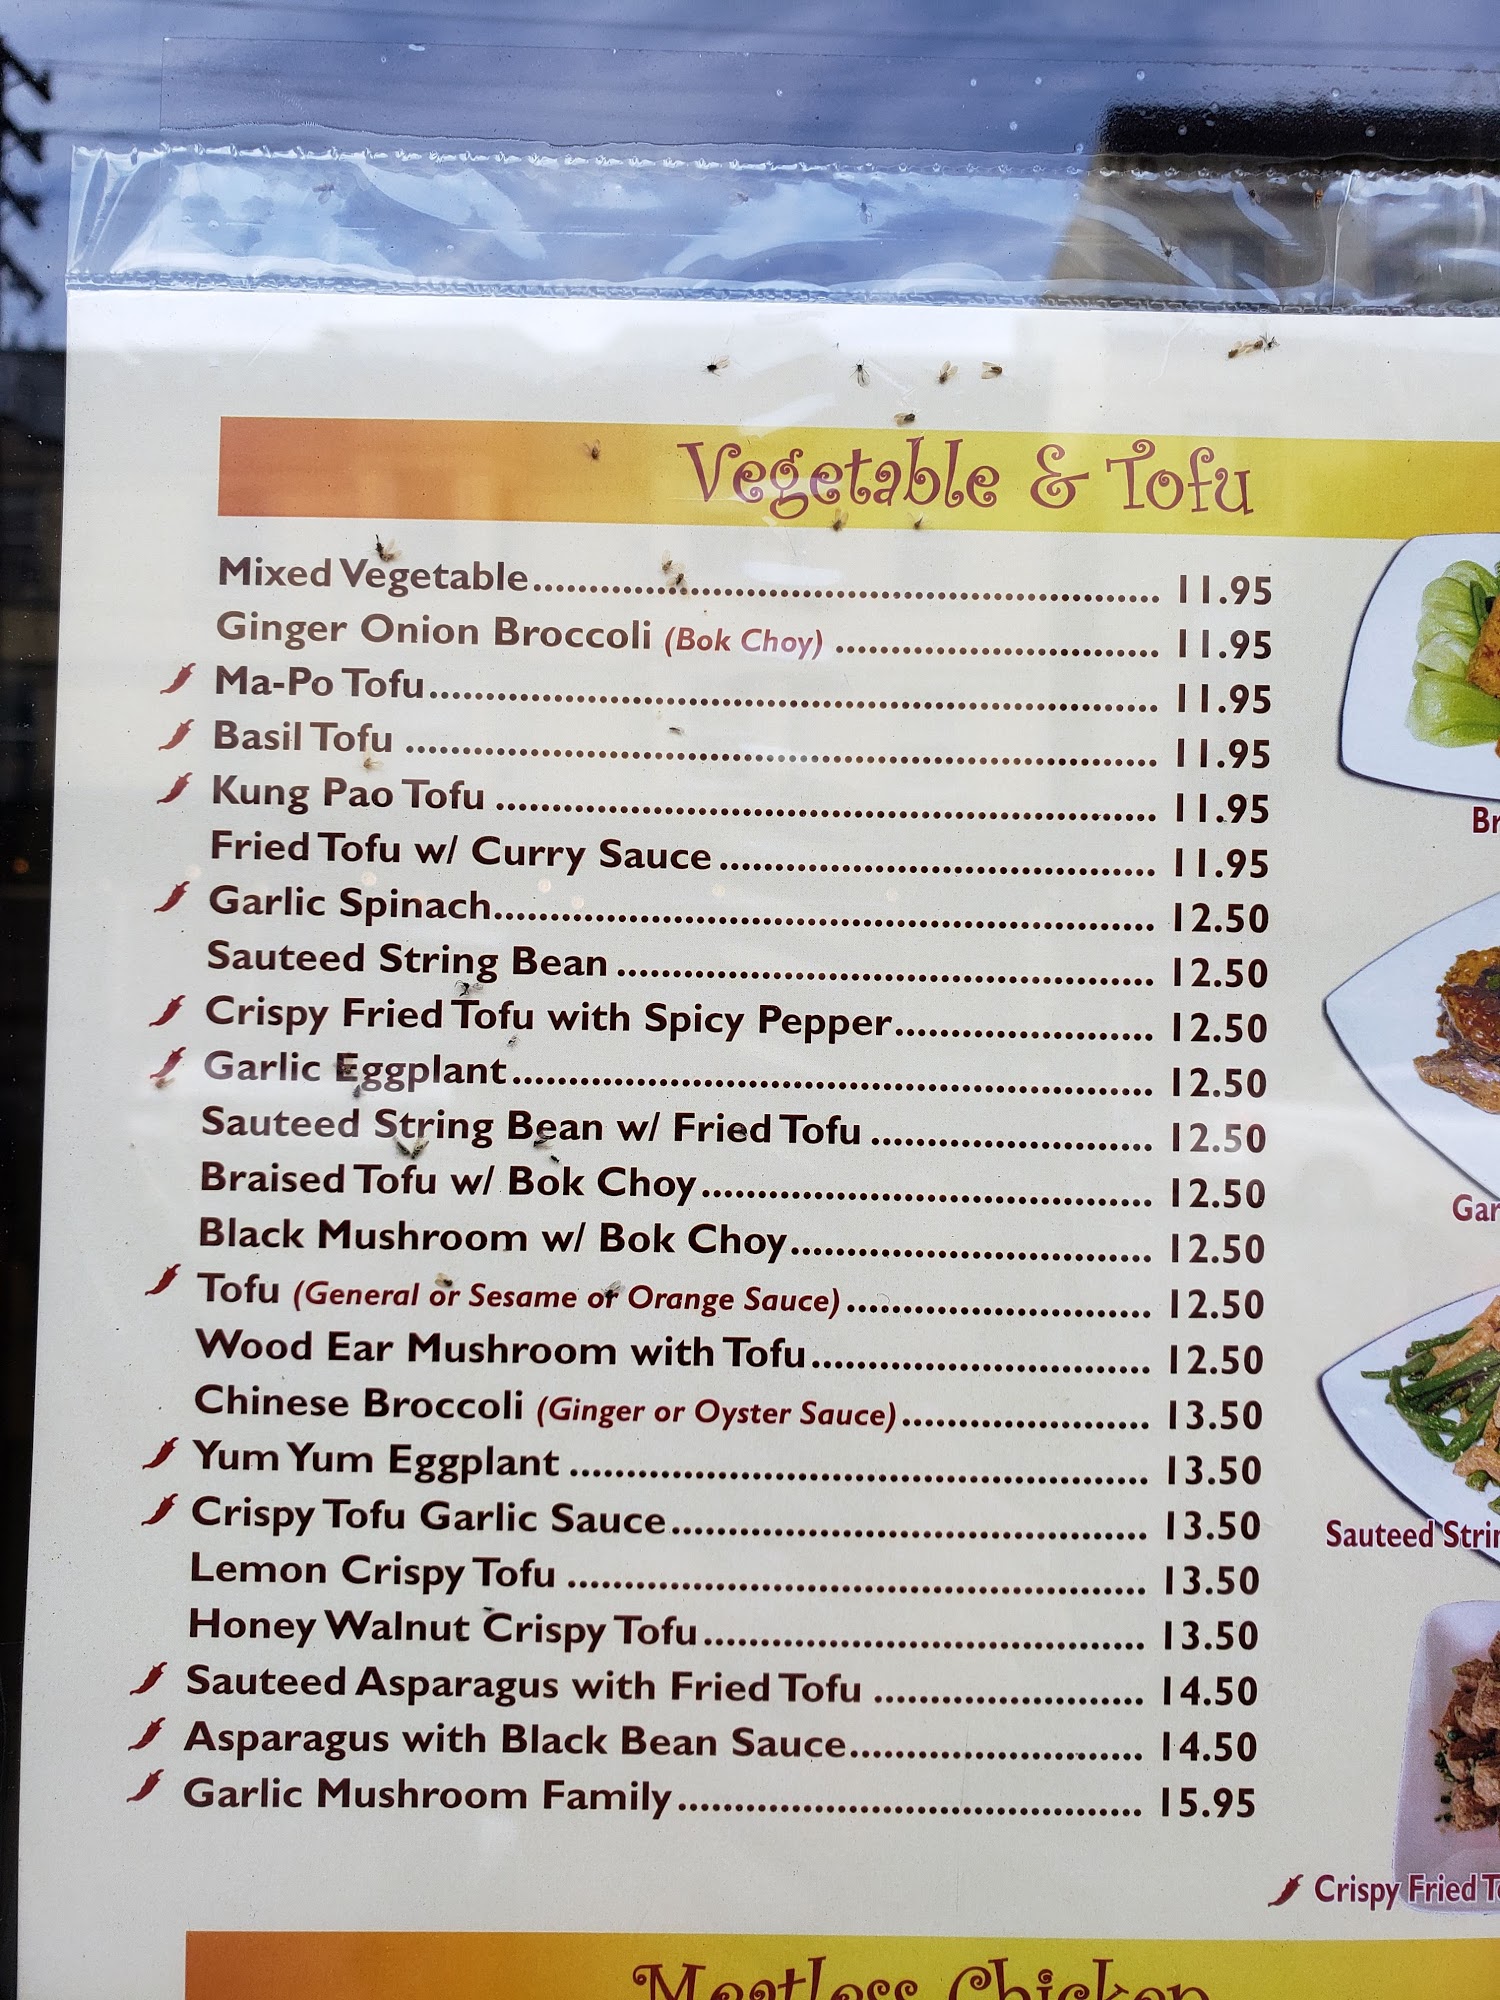 Vegetable & Tofu
Mixed Vegetable.......................................................... 11.95
Ginger Onion Broccoli (Bok Choy) .............................. 11.95
Ma-Po Tofu.................................................................... 11.95
Basil Tofu ...................................................................... 11.95
Kung Pao Tofu ............................................................. 11.95
Fried Tofu w/ Curry Sauce ........................................ 11.95
Garlic Spinach............................................................. 12.50
Sauteed String Bean .................................................. 12.50
Crispy Fried Tofu with Spicy Pepper........................ 12.50
Garlic Eggplant............................................................ 12.50
Sauteed String Bean w/ Fried Tofu .......................... 12.50
Braised Tofu w/ Bok Choy.......................................... 12.50
Black Mushroom w/ Bok Choy.................................. 12.50
Tofu (General or Sesame or Orange Sauce)............................ 12.50
Wood Ear Mushroom with Tofu............................... 12.50
Chinese Broccoli (Ginger or Oyster Sauce)....................... 13.50
Yum Yum Eggplant ..................................................... 13.50
Crispy Tofu Garlic Sauce............................................ 13.50
Lemon Crispy Tofu ..................................................... 13.50
Honey Walnut Crispy Tofu......................................... 13.50
Sauteed Asparagus with Fried Tofu ......................... 14.50
Asparagus with Black Bean Sauce........................... 14.50
Garlic Mushroom Family........................................... 15.95
Sauteed
Crispy Fried
Meatless Chicken